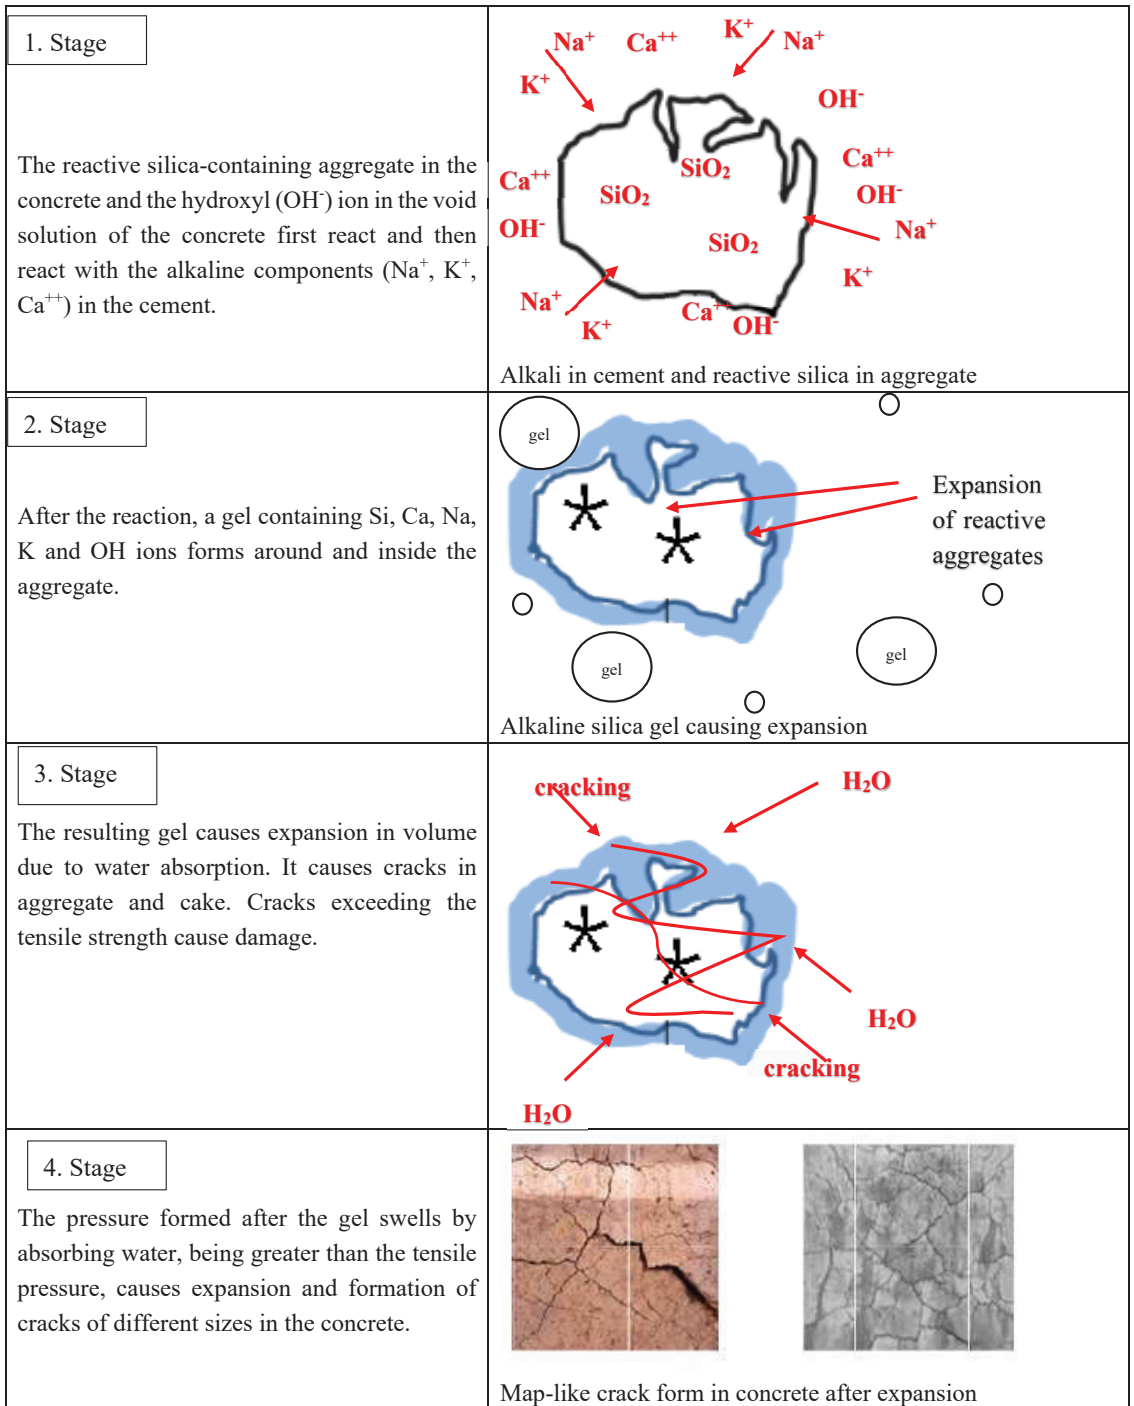 1. Stage
The reactive silica-containing aggregate in the
concrete and the hydroxyl (OH⁻) ion in the void
solution of the concrete first react and then
react with the alkaline components (Na⁺, K⁺,
Ca⁺⁺) in the cement.
Na⁺ Ca⁺⁺ K⁺ Na⁺
K⁺ OH⁻
SiO₂ Ca⁺⁺
Ca⁺⁺ SiO₂ OH⁻
OH⁻ SiO₂ Na⁺
K⁺
Na⁺ Ca⁺⁺ OH⁻
K⁺
Alkali in cement and reactive silica in aggregate
2. Stage
After the reaction, a gel containing Si, Ca, Na,
K and OH ions forms around and inside the
aggregate.
gel
Expansion
of reactive
aggregates
gel
gel
Alkaline silica gel causing expansion
3. Stage
The resulting gel causes expansion in volume
due to water absorption. It causes cracks in
aggregate and cake. Cracks exceeding the
tensile strength cause damage.
cracking H₂O
H₂O
cracking
H₂O
4. Stage
The pressure formed after the gel swells by
absorbing water, being greater than the tensile
pressure, causes expansion and formation of
cracks of different sizes in the concrete.
Map-like crack form in concrete after expansion